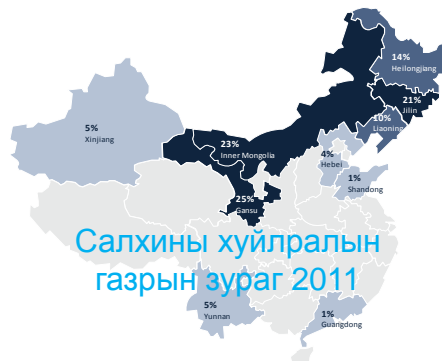 14%
Heilongjiang
21%
Jilin
10%
Liaoning
5%
Xinjiang
23%
Inner Mongolia
4%
Hebei
1%
Shandong
25%
Gansu
Салхины хуйлралын
газрын зураг 2011
5%
Yunnan
1%
Guangdong